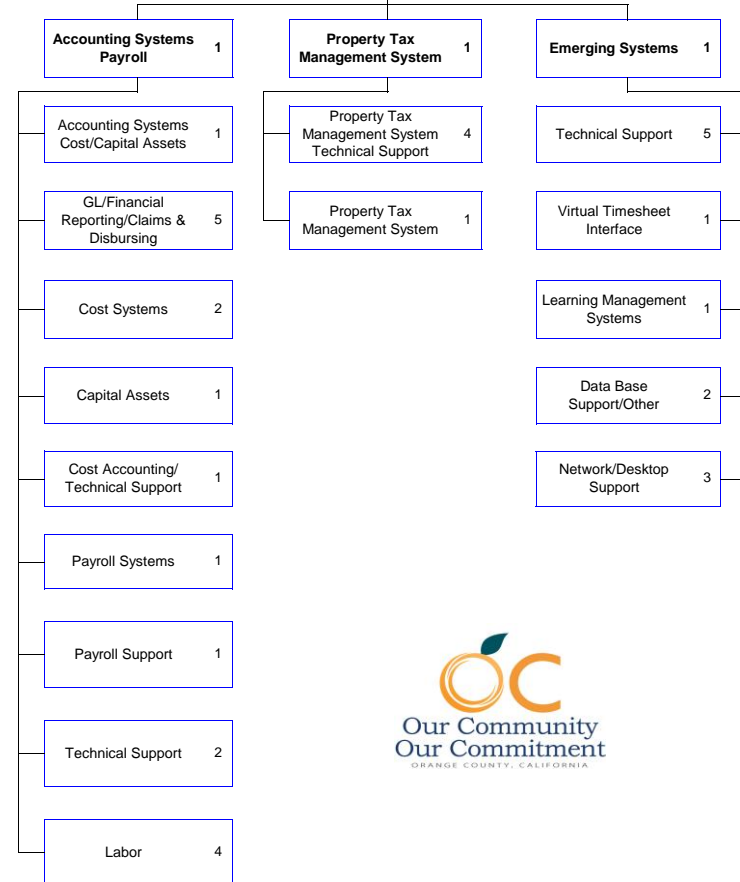 Accounting Systems
Payroll 1
Accounting Systems
Cost/Capital Assets 1
GL/Financial
Reporting/Claims & 5
Disbursing
Cost Systems 2
Capital Assets 1
Cost Accounting/
Technical Support 1
Payroll Systems 1
Payroll Support 1
Technical Support 2
Labor 4
Property Tax
Management System 1
Property Tax
Management System 4
Technical Support
Property Tax
Management System 1
Emerging Systems 1
Technical Support 5
Virtual Timesheet
Interface 1
Learning Management
Systems 1
Data Base
Support/Other 2
Network/Desktop
Support 3
OC
Our Community
Our Commitment
ORANGE COUNTY, CALIFORNIA